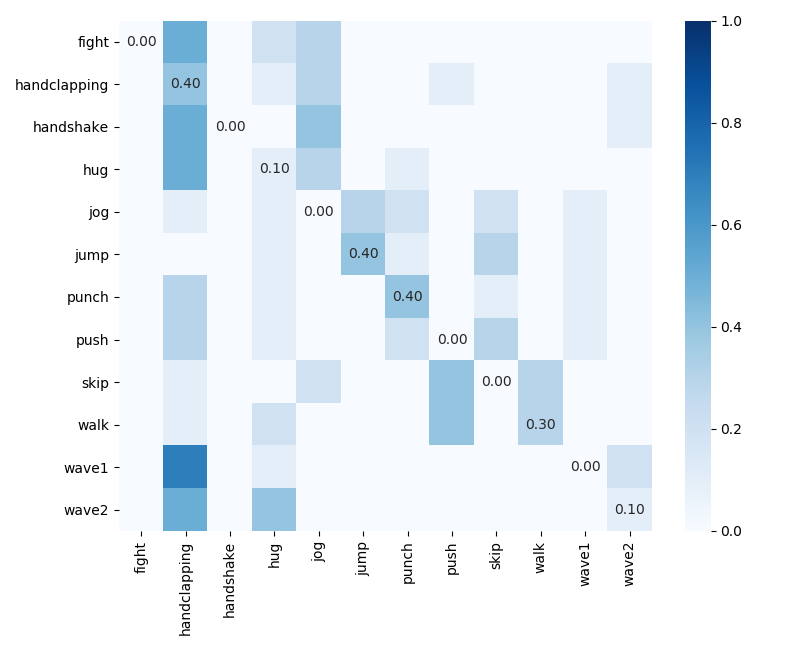 fight 0.00
handclapping 0.40
handshake 0.00
hug 0.10
jog 0.00
jump 0.40
punch 0.40
push 0.00
skip 0.00
walk 0.30
wave1 0.00
wave2 0.10
fight handclapping handshake hug jog jump punch push skip walk wave1 wave2
1.0
0.8
0.6
0.4
0.2
0.0